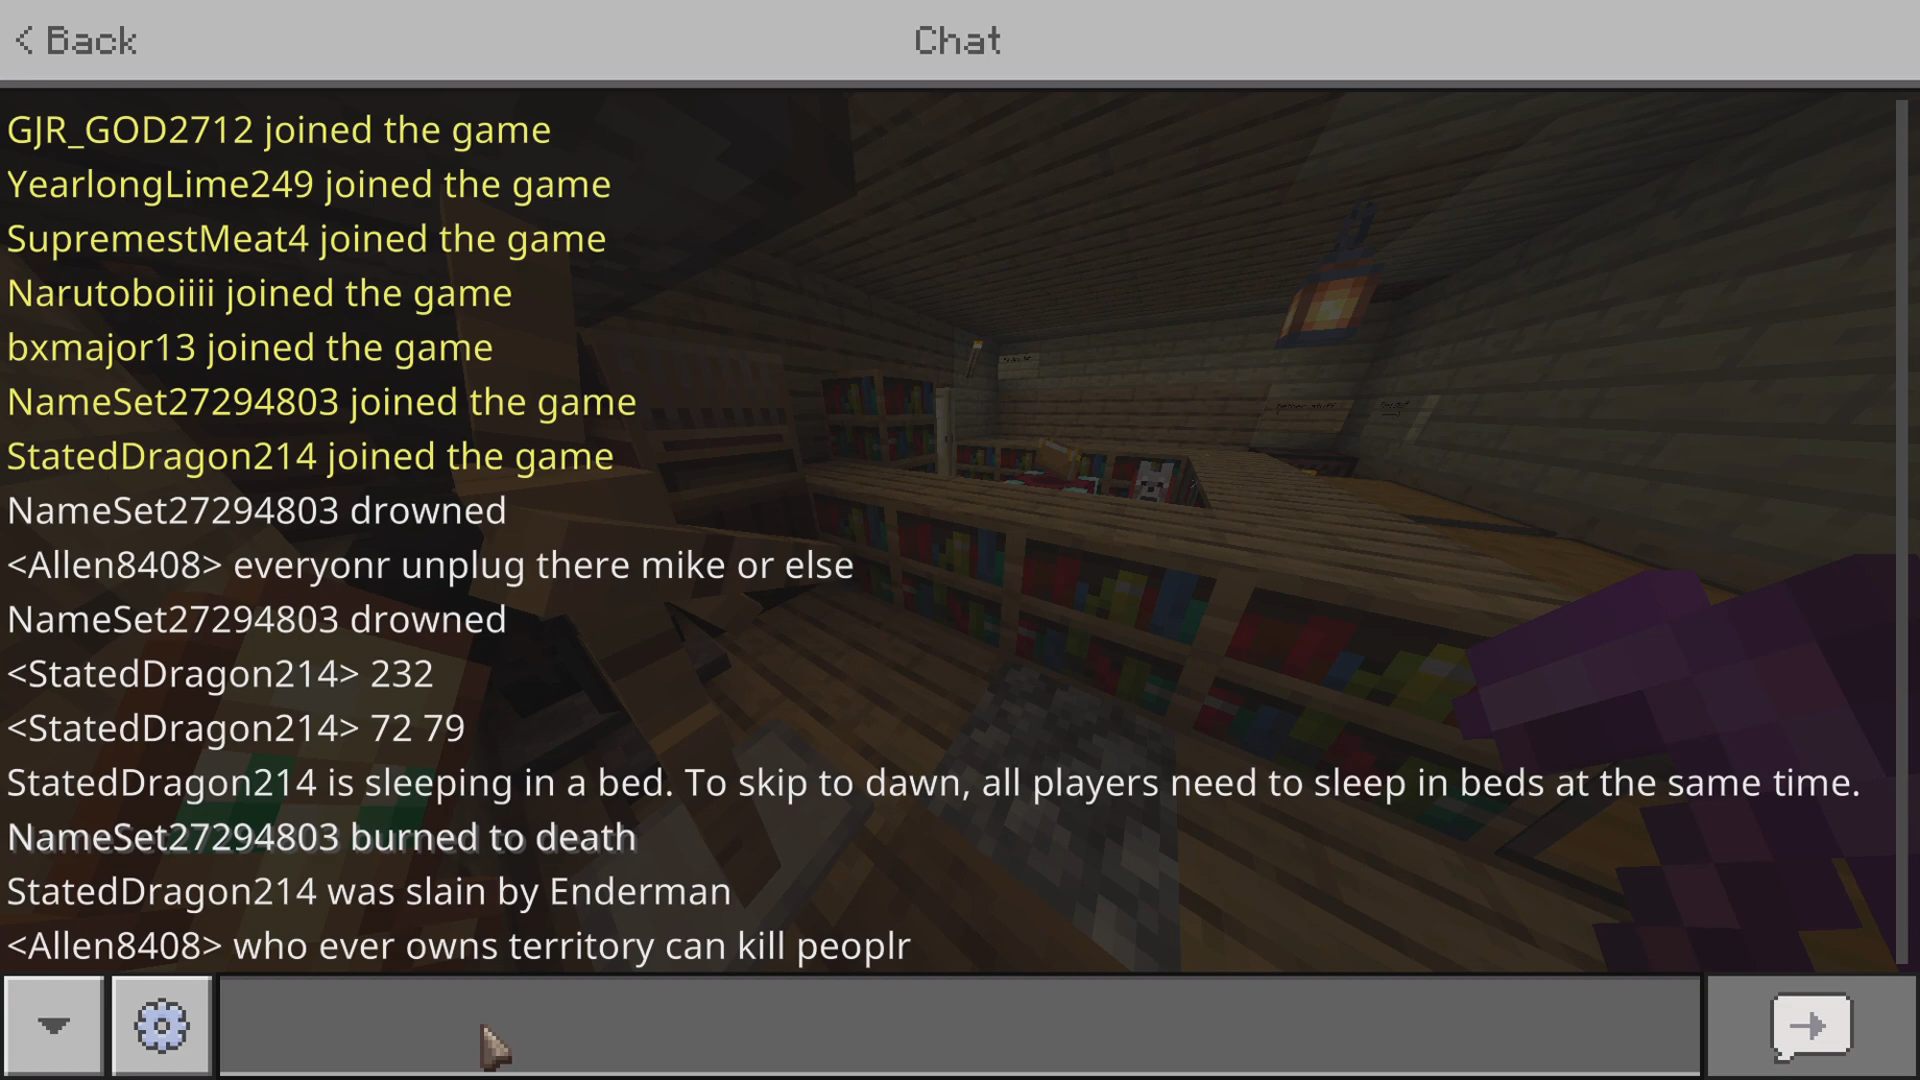 < Back
Chat
GJR_GOD2712 joined the game
YearlongLime249 joined the game
SupremestMeat4 joined the game
Narutoboiiii joined the game
bxmajor13 joined the game
NameSet27294803 joined the game
StatedDragon214 joined the game
NameSet27294803 drowned
<Allen8408> everyonr unplug there mike or else
NameSet27294803 drowned
<StatedDragon214> 232
<StatedDragon214> 72 79
StatedDragon214 is sleeping in a bed. To skip to dawn, all players need to sleep in beds at the same time.
NameSet27294803 burned to death
StatedDragon214 was slain by Enderman
<Allen8408> who ever owns territory can kill peoplr